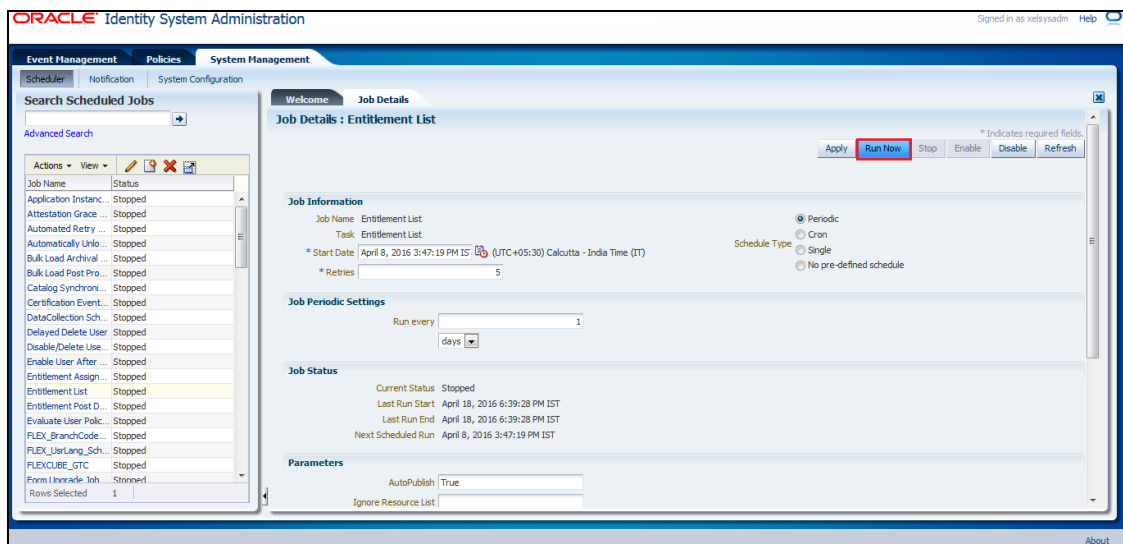 ORACLE' Identity System Administration
Signed in as xelsysadm Help
Event Management Policies System Management
Scheduler Notification System Configuration
Search Scheduled Jobs
Advanced Search
Actions View
Job Name Status
Application Instanc... Stopped
Attestation Grace ... Stopped
Automated Retry ... Stopped
Automatically Unlo... Stopped
Bulk Load Archival ... Stopped
Bulk Load Post Pro... Stopped
Catalog Synchroni... Stopped
Certification Event... Stopped
DataCollection Sch... Stopped
Delayed Delete User Stopped
Disable/Delete Use... Stopped
Enable User After ... Stopped
Entitlement Assign... Stopped
Entitlement List Stopped
Entitlement Post D... Stopped
Evaluate User Polic... Stopped
FLEX_BranchCode... Stopped
FLEX_UsrLang_Sch... Stopped
FLEXCUBE_GTC Stopped
Form Upgrade Job Stopped
Rows Selected 1
Welcome Job Details
Job Details : Entitlement List
* Indicates required fields.
Apply Run Now Stop Enable Disable Refresh
Job Information
Job Name Entitlement List
Task Entitlement List
* Start Date April 8, 2016 3:47:19 PM IS (UTC+05:30) Calcutta - India Time (IT)
* Retries 5
Schedule Type
Periodic
Cron
Single
No pre-defined schedule
Job Periodic Settings
Run every 1
days
Job Status
Current Status Stopped
Last Run Start April 18, 2016 6:39:28 PM IST
Last Run End April 18, 2016 6:39:28 PM IST
Next Scheduled Run April 8, 2016 3:47:19 PM IST
Parameters
AutoPublish True
Ignore Resource List
About